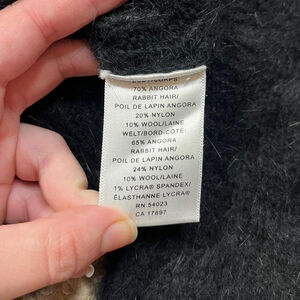 BODY/CORPS
70% ANGORA
RABBIT HAIR/
POIL DE LAPIN ANGORA
20% NYLON
10% WOOL/LAINE
WELT/BORD-CÔTE:
65% ANGORA
RABBIT HAIR/
POIL DE LAPIN ANGORA
24% NYLON
10% WOOL/LAINE
1% LYCRA® SPANDEX/
ÉLASTHANNE LYCRA®
RN 54023
CA 17897